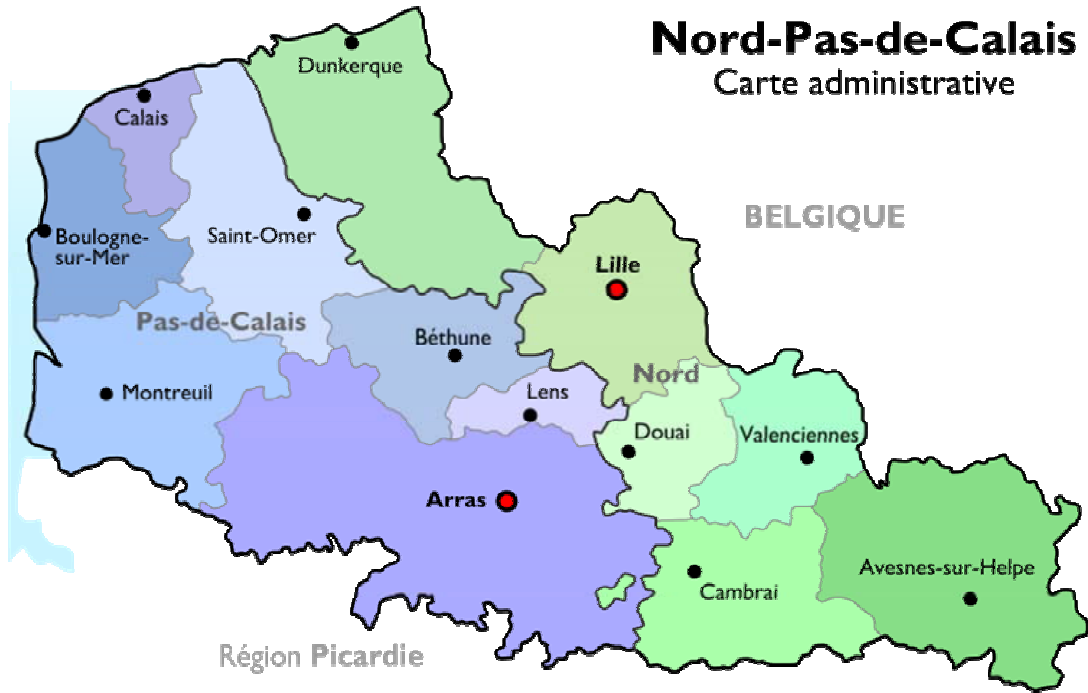 Nord-Pas-de-Calais
Carte administrative
Dunkerque
Calais
BELGIQUE
Boulogne-
sur-Mer
Saint-Omer
Lille
Pas-de-Calais
Béthune
Nord
Montreuil
Lens
Douai
Valenciennes
Arras
Avesnes-sur-Helpe
Cambrai
Région Picardie